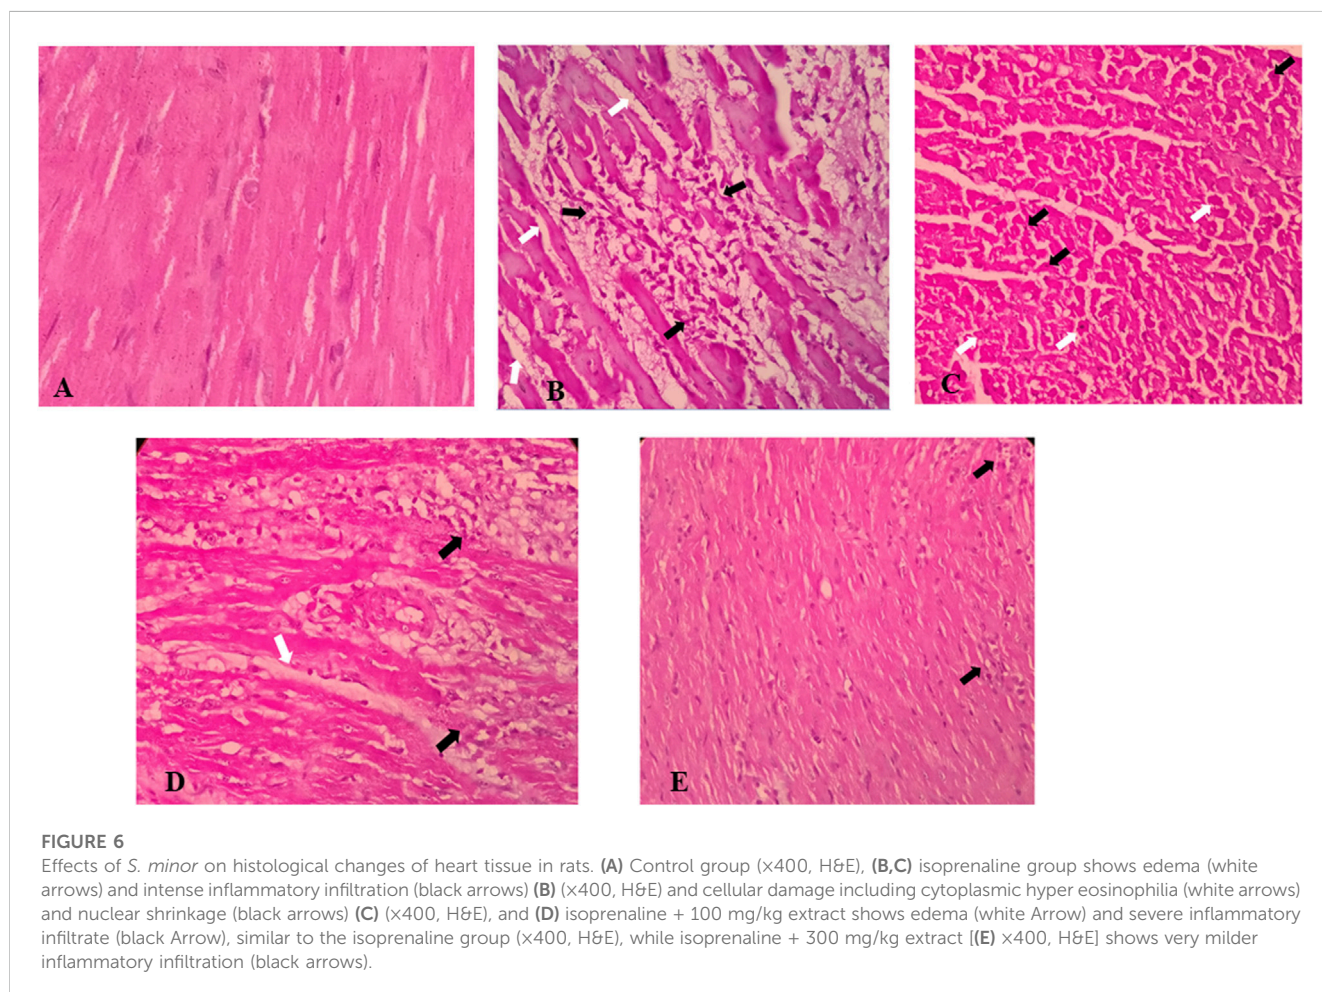 A
B
C
D
E
FIGURE 6
Effects of S. minor on histological changes of heart tissue in rats. (A) Control group (×400, H&E), (B,C) isoprenaline group shows edema (white
arrows) and intense inflammatory infiltration (black arrows) (B) (×400, H&E) and cellular damage including cytoplasmic hyper eosinophilia (white arrows)
and nuclear shrinkage (black arrows) (C) (×400, H&E), and (D) isoprenaline + 100 mg/kg extract shows edema (white Arrow) and severe inflammatory
infiltrate (black Arrow), similar to the isoprenaline group (×400, H&E), while isoprenaline + 300 mg/kg extract [(E) ×400, H&E] shows very milder
inflammatory infiltration (black arrows).